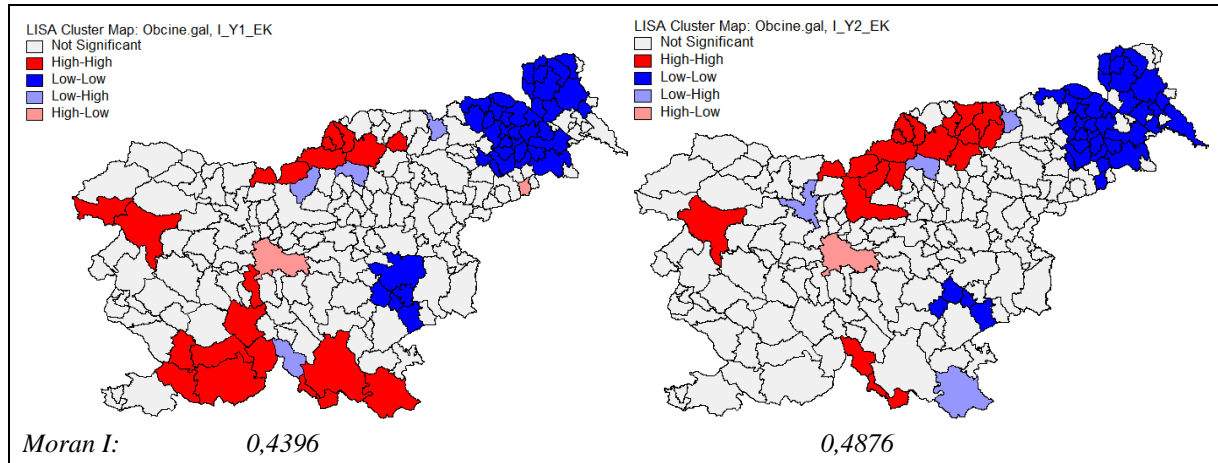 LISA Cluster Map: Obcine.gal, I_Y1_EK
Not Significant
High-High
Low-Low
Low-High
High-Low
LISA Cluster Map: Obcine.gal, I_Y2_EK
Not Significant
High-High
Low-Low
Low-High
High-Low
Moran I: 0,4396 0,4876